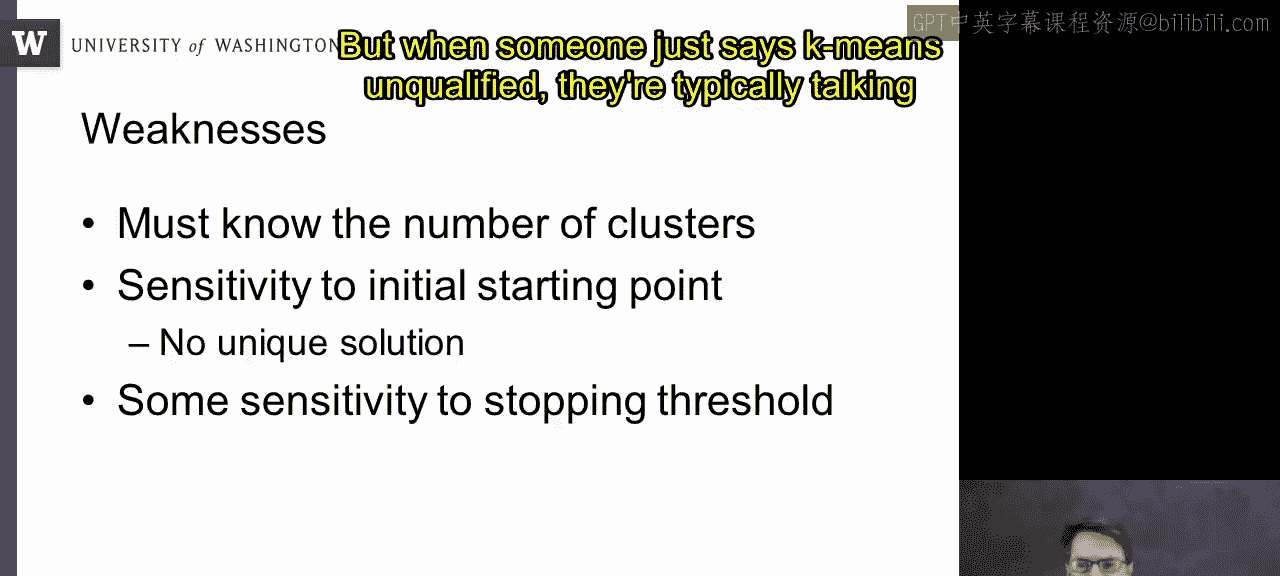 GPT中英字幕课程资源@bilibili.com
W UNIVERSITY of WASHINGTON
But when someone just says k-means
unqualified, they're typically talking
Weaknesses
• Must know the number of clusters
• Sensitivity to initial starting point
– No unique solution
• Some sensitivity to stopping threshold